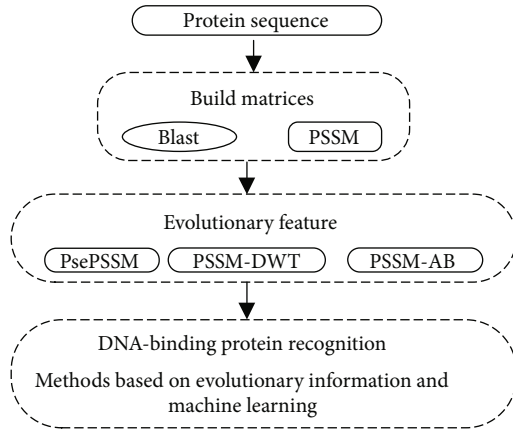 Protein sequence
Build matrices
Blast PSSM
Evolutionary feature
PsePSSM PSSM-DWT PSSM-AB
DNA-binding protein recognition
Methods based on evolutionary information and
machine learning